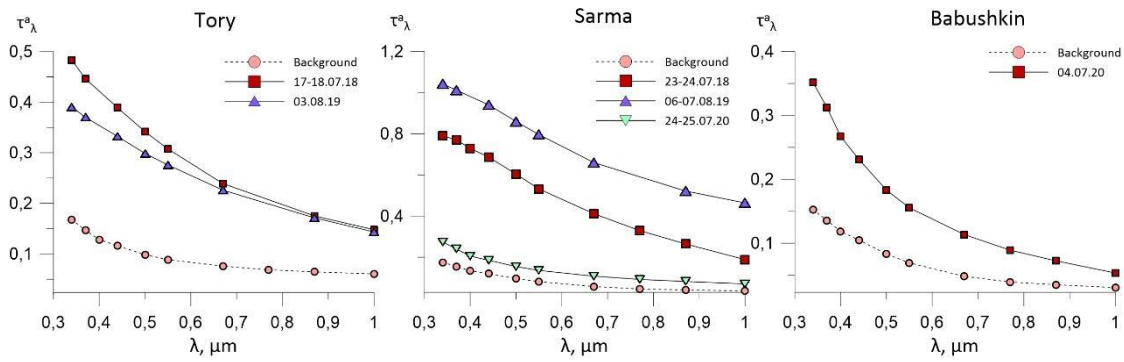 Tory
τᵃλ
0,5
0,4
0,3
0,2
0,1
Background
17-18.07.18
03.08.19
0,3 0,4 0,5 0,6 0,7 0,8 0,9 1
λ, µm
Sarma
τᵃλ
1,2
0,8
0,4
Background
23-24.07.18
06-07.08.19
24-25.07.20
0,3 0,4 0,5 0,6 0,7 0,8 0,9 1
λ, µm
Babushkin
τᵃλ
0,4
0,3
0,2
0,1
Background
04.07.20
0,3 0,4 0,5 0,6 0,7 0,8 0,9 1
λ, µm